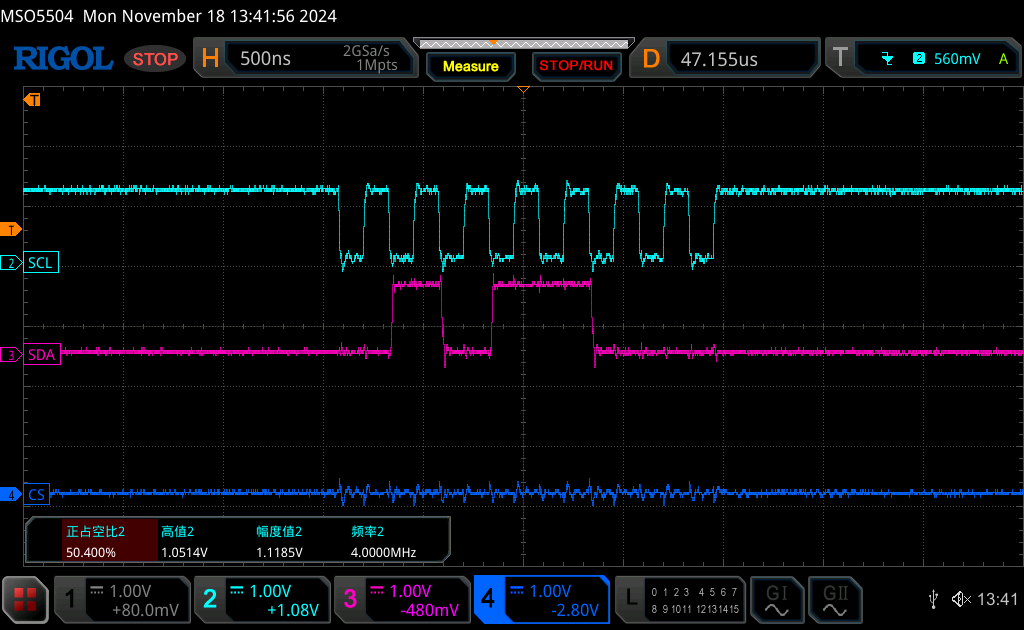 MSO5504 Mon November 18 13:41:56 2024
RIGOL STOP H 500ns 2GSa/s 1Mpts Measure STOP/RUN D 47.155us T 2 560mV A
T
T
2 SCL
3 SDA
4 CS
正占空比2 高值2 幅度值2 频率2
50.400% 1.0514V 1.1185V 4.0000MHz
1 1.00V +80.0mV 2 1.00V +1.08V 3 1.00V -480mV 4 1.00V -2.80V L 0 1 2 3 4 5 6 7 8 9 10 11 12 13 14 15 GI GII 13:41